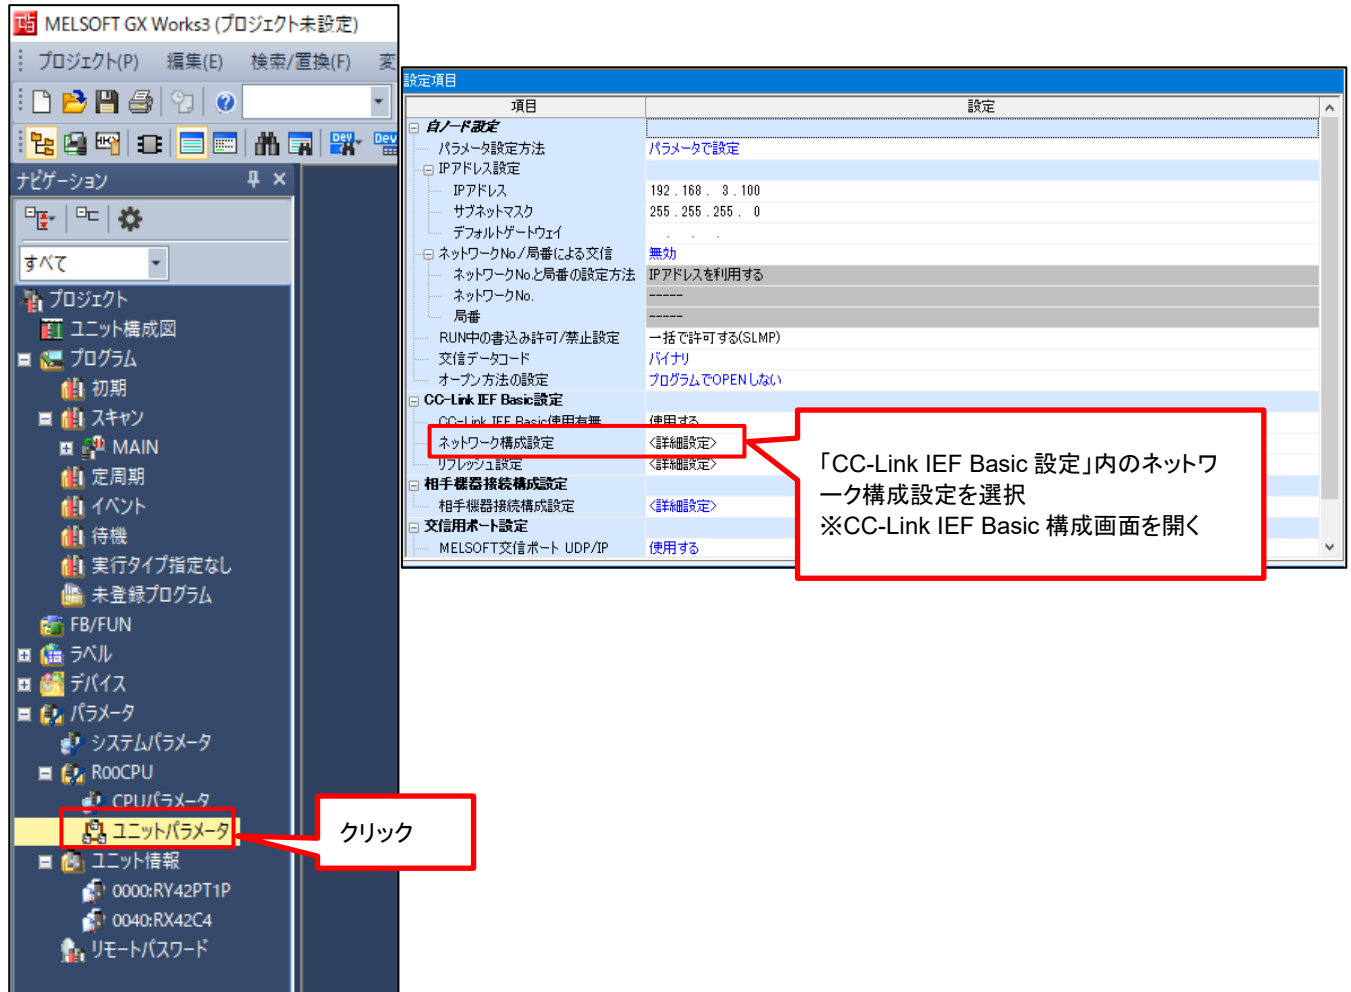 MELSOFT GX Works3 (プロジェクト未設定)
プロジェクト(P) 編集(E) 検索/置換(F) 変
ナビゲーション
すべて
プロジェクト
ユニット構成図
プログラム
初期
スキャン
MAIN
定周期
イベント
待機
実行タイプ指定なし
未登録プログラム
FB/FUN
ラベル
デバイス
パラメータ
システムパラメータ
R00CPU
CPUパラメータ
ユニットパラメータ
ユニット情報
0000:RY42PT1P
0040:RX42C4
リモートパスワード
クリック
設定項目
項目 設定
自ノード設定
パラメータ設定方法 パラメータで設定
IPアドレス設定
IPアドレス 192 . 168 . 3 . 100
サブネットマスク 255 . 255 . 255 . 0
デフォルトゲートウェイ . . .
ネットワークNo./局番による交信 無効
ネットワークNo.と局番の設定方法 IPアドレスを利用する
ネットワークNo. -----
局番 -----
RUN中の書込み許可/禁止設定 一括で許可する(SLMP)
交信データコード バイナリ
オープン方法の設定 プログラムでOPENしない
CC-Link IEF Basic設定
CC-Link IEF Basic使用有無 使用する
ネットワーク構成設定 <詳細設定>
リフレッシュ設定 <詳細設定>
相手機器接続構成設定
相手機器接続構成設定 <詳細設定>
交信用ポート設定
MELSOFT交信ポート UDP/IP 使用する
「CC-Link IEF Basic 設定」内のネットワ
ーク構成設定を選択
※CC-Link IEF Basic 構成画面を開く